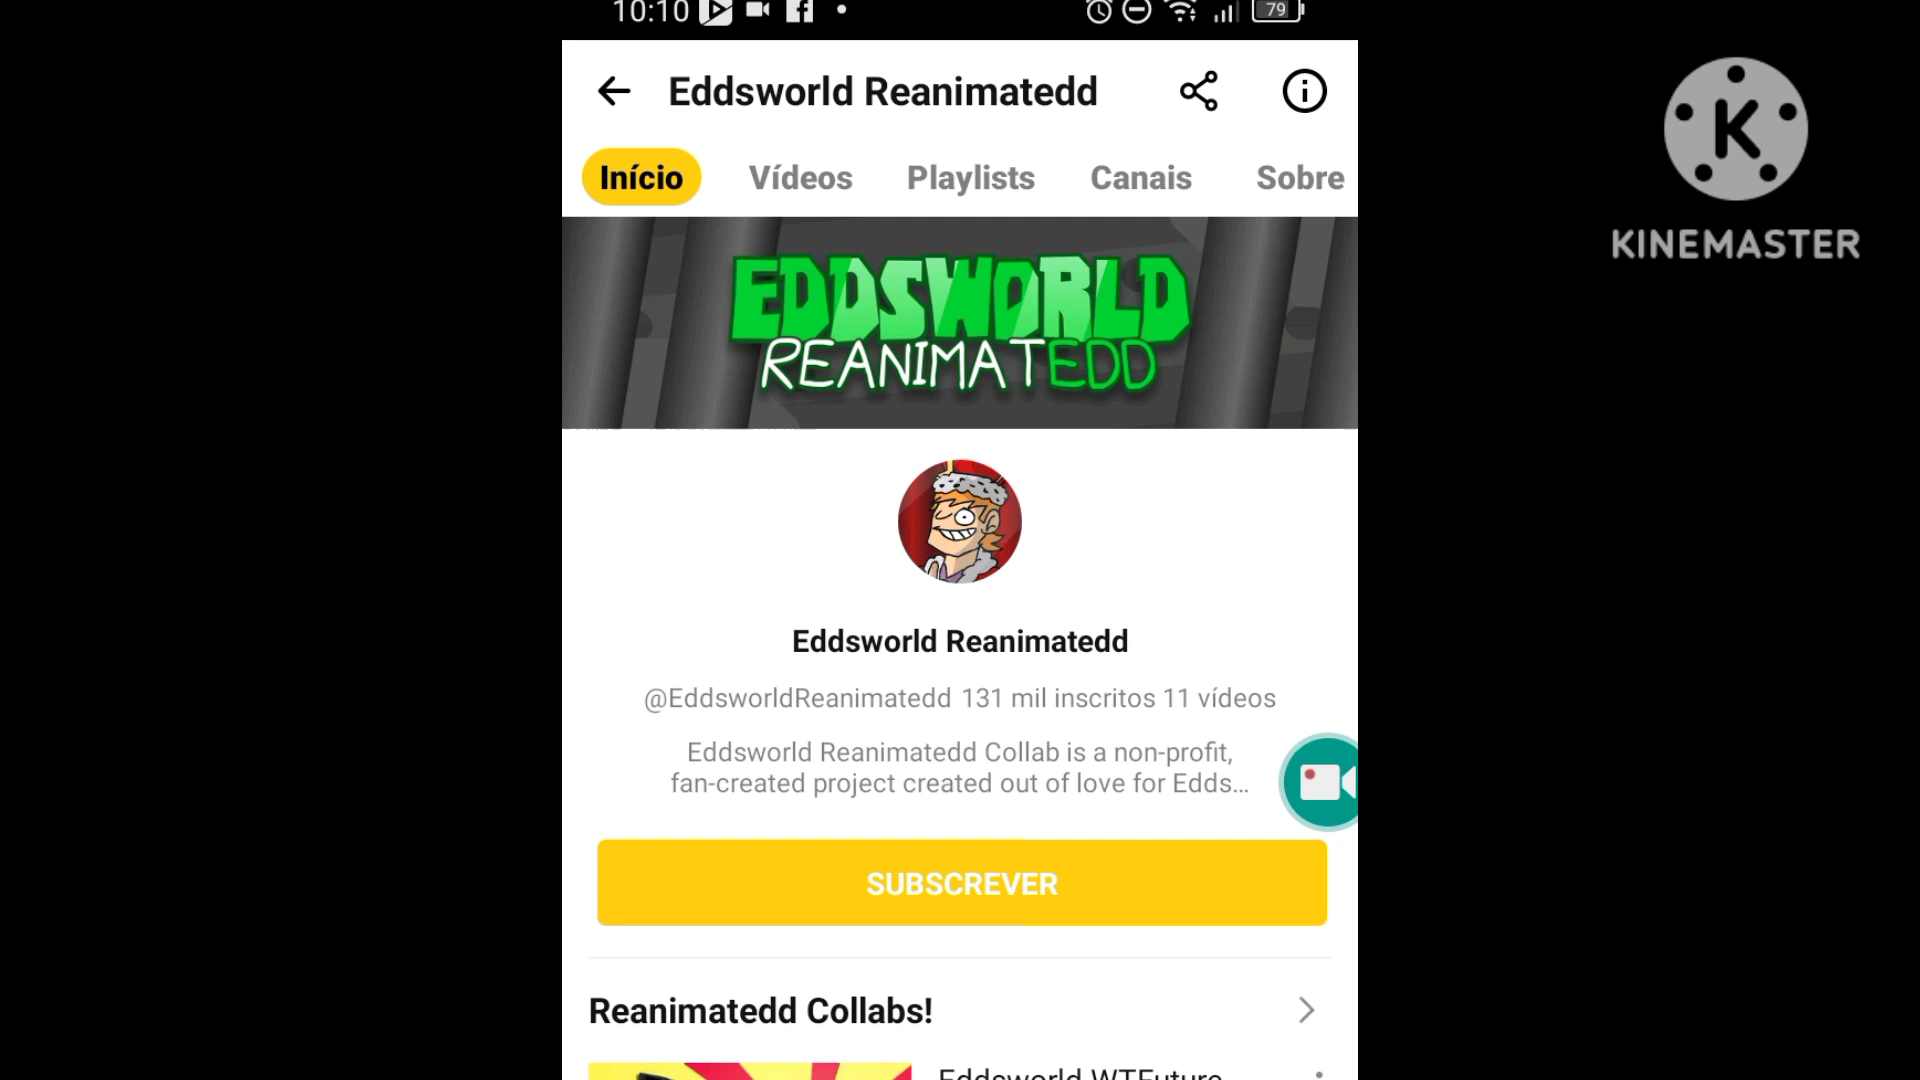 10:10
79
Eddsworld Reanimatedd
Início Vídeos Playlists Canais Sobre
EDDSWORLD
REANIMATEDD
Eddsworld Reanimatedd
@EddsworldReanimatedd 131 mil inscritos 11 vídeos
Eddsworld Reanimatedd Collab is a non-profit,
fan-created project created out of love for Edds...
SUBSCREVER
Reanimatedd Collabs!
Eddsworld WTFuture
K
KINEMASTER